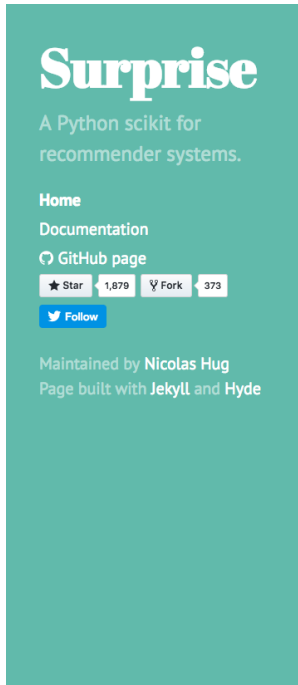 Surprise
A Python scikit for
recommender systems.
Home
Documentation
GitHub page
Star 1,879 Fork 373
Follow
Maintained by Nicolas Hug
Page built with Jekyll and Hyde